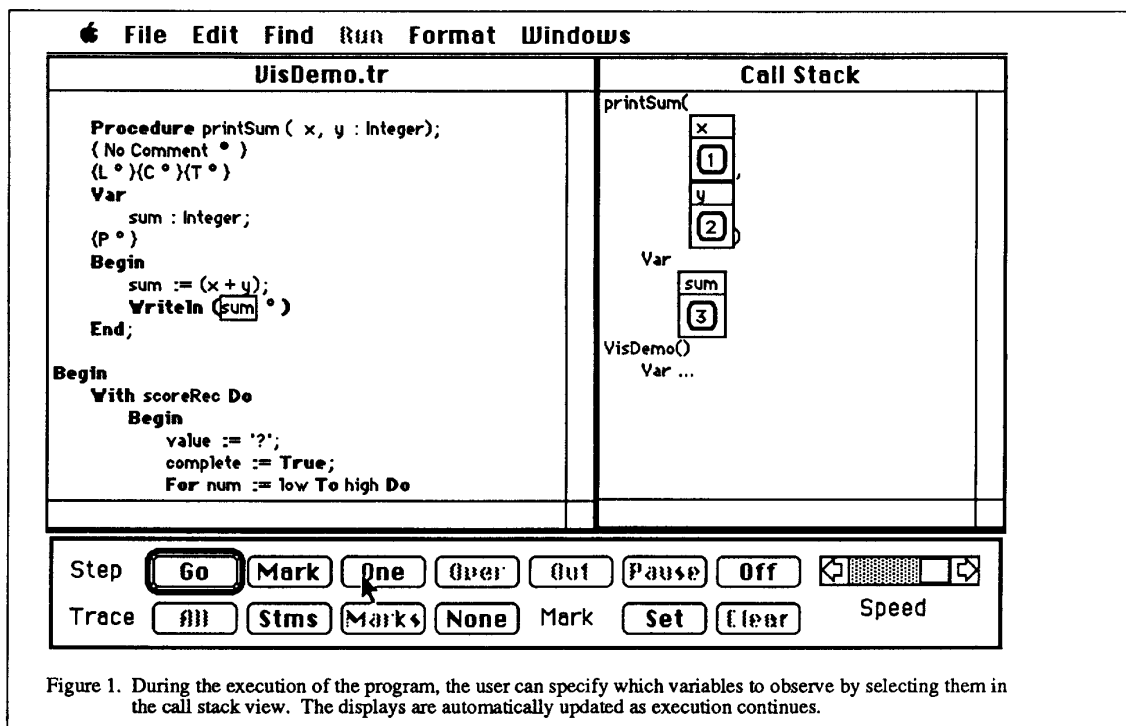 File Edit Find Run Format Windows
VisDemo.tr
Procedure printSum ( x, y : Integer);
{ No Comment ° }
{L ° }{C ° }{T ° }
Var
sum : Integer;
{P ° }
Begin
sum := (x + y);
Writeln (sum ° )
End;
Begin
With scoreRec Do
Begin
value := '?';
complete := True;
For num := low To high Do
Call Stack
printSum(
x
1
,
y
2
)
Var
sum
3
VisDemo()
Var ...
Step Go Mark One Over Out Pause Off
Trace All Stms Marks None Mark Set Clear Speed
Figure 1. During the execution of the program, the user can specify which variables to observe by selecting them in
the call stack view. The displays are automatically updated as execution continues.